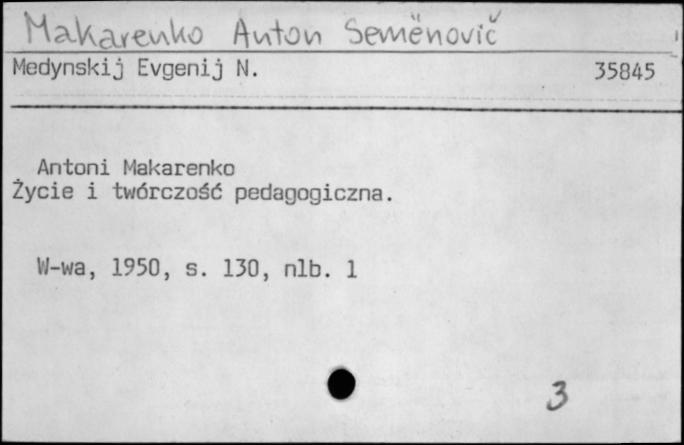 Makarenko Anton Semënovič
Medynskij Evgenij N. 35845
Antoni Makarenko
Życie i twórczość pedagogiczna.
W-wa, 1950, s. 130, nlb. 1
3